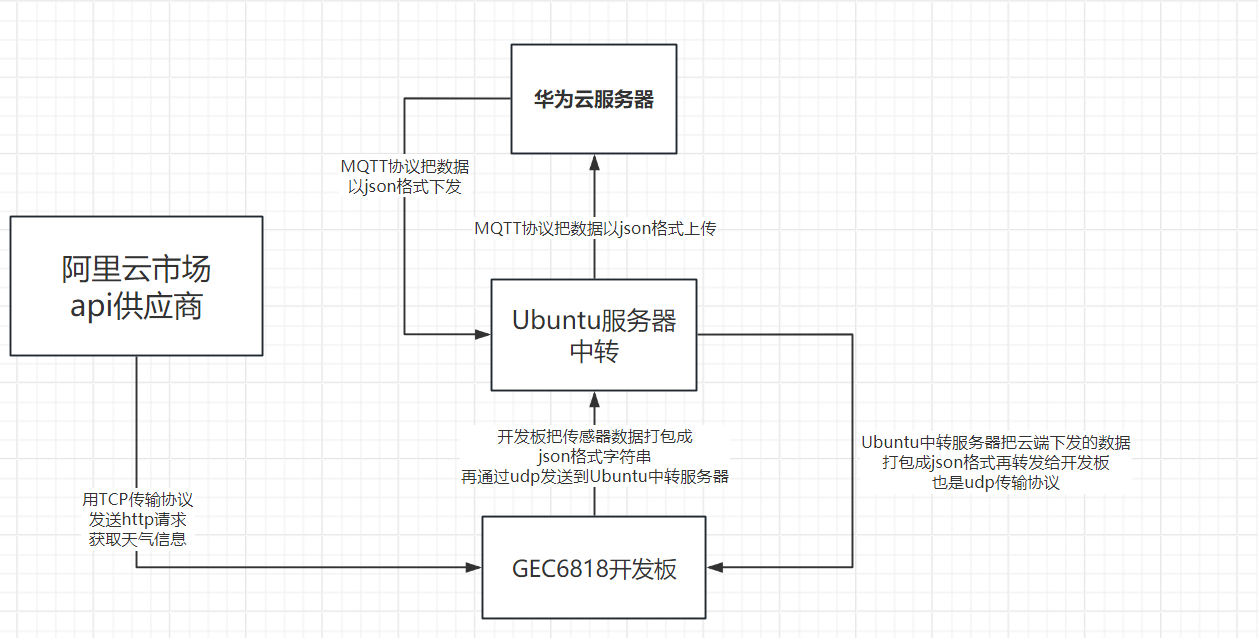 华为云服务器
MQTT协议把数据
以json格式下发
MQTT协议把数据以json格式上传
阿里云市场
api供应商
Ubuntu服务器
中转
开发板把传感器数据打包成
json格式字符串
再通过udp发送到Ubuntu中转服务器
Ubuntu中转服务器把云端下发的数据
打包成json格式再转发给开发板
也是udp传输协议
用TCP传输协议
发送http请求
获取天气信息
GEC6818开发板